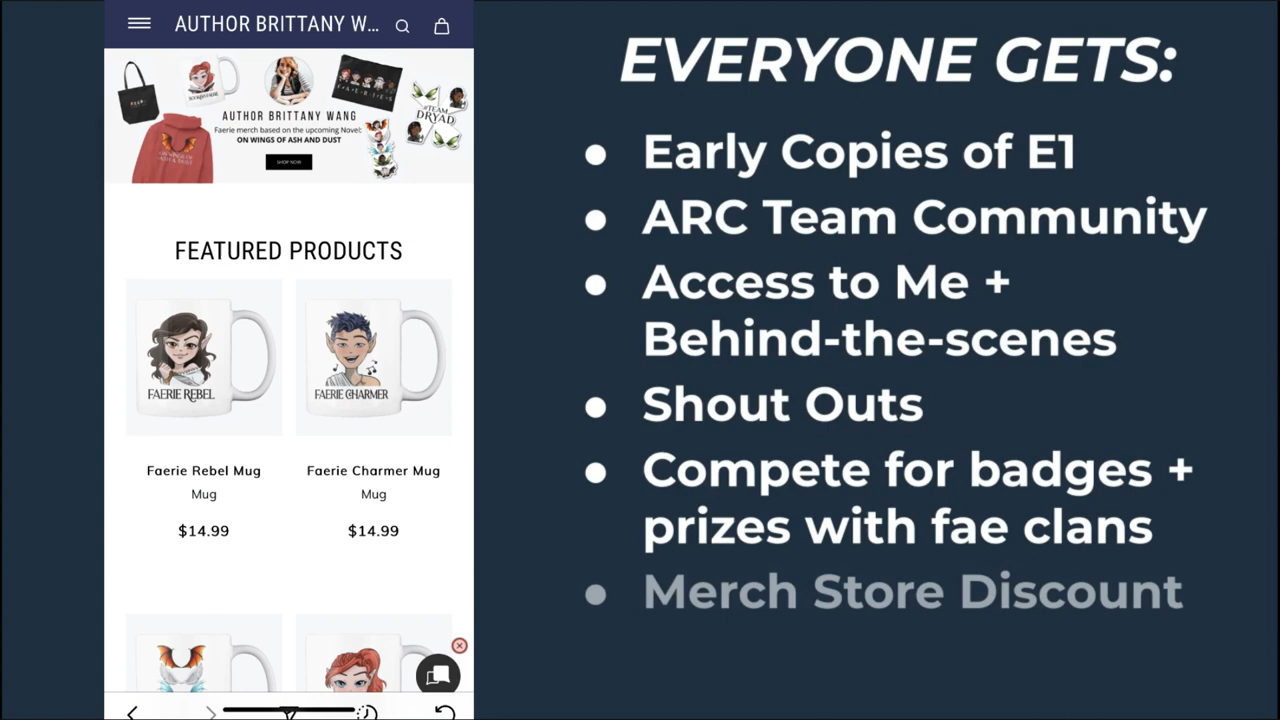 AUTHOR BRITTANY W...
AUTHOR BRITTANY WANG
Faerie merch based on the upcoming Novel:
ON WINGS OF ASH AND DUST
SHOP NOW
#TEAM
DRYAD
FEATURED PRODUCTS
FAERIE REBEL
FAERIE CHARMER
Faerie Rebel Mug
Mug
$14.99
Faerie Charmer Mug
Mug
$14.99
EVERYONE GETS:
● Early Copies of E1
● ARC Team Community
● Access to Me +
Behind-the-scenes
● Shout Outs
● Compete for badges +
prizes with fae clans
● Merch Store Discount